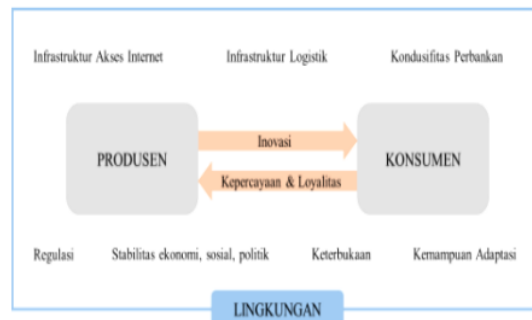 Infrastruktur Akses Internet
Infrastruktur Logistik
Kondusifitas Perbankan
PRODUSEN
Inovasi
Kepercayaan & Loyalitas
KONSUMEN
Regulasi
Stabilitas ekonomi, sosial, politik
Keterbukaan
Kemampuan Adaptasi
LINGKUNGAN